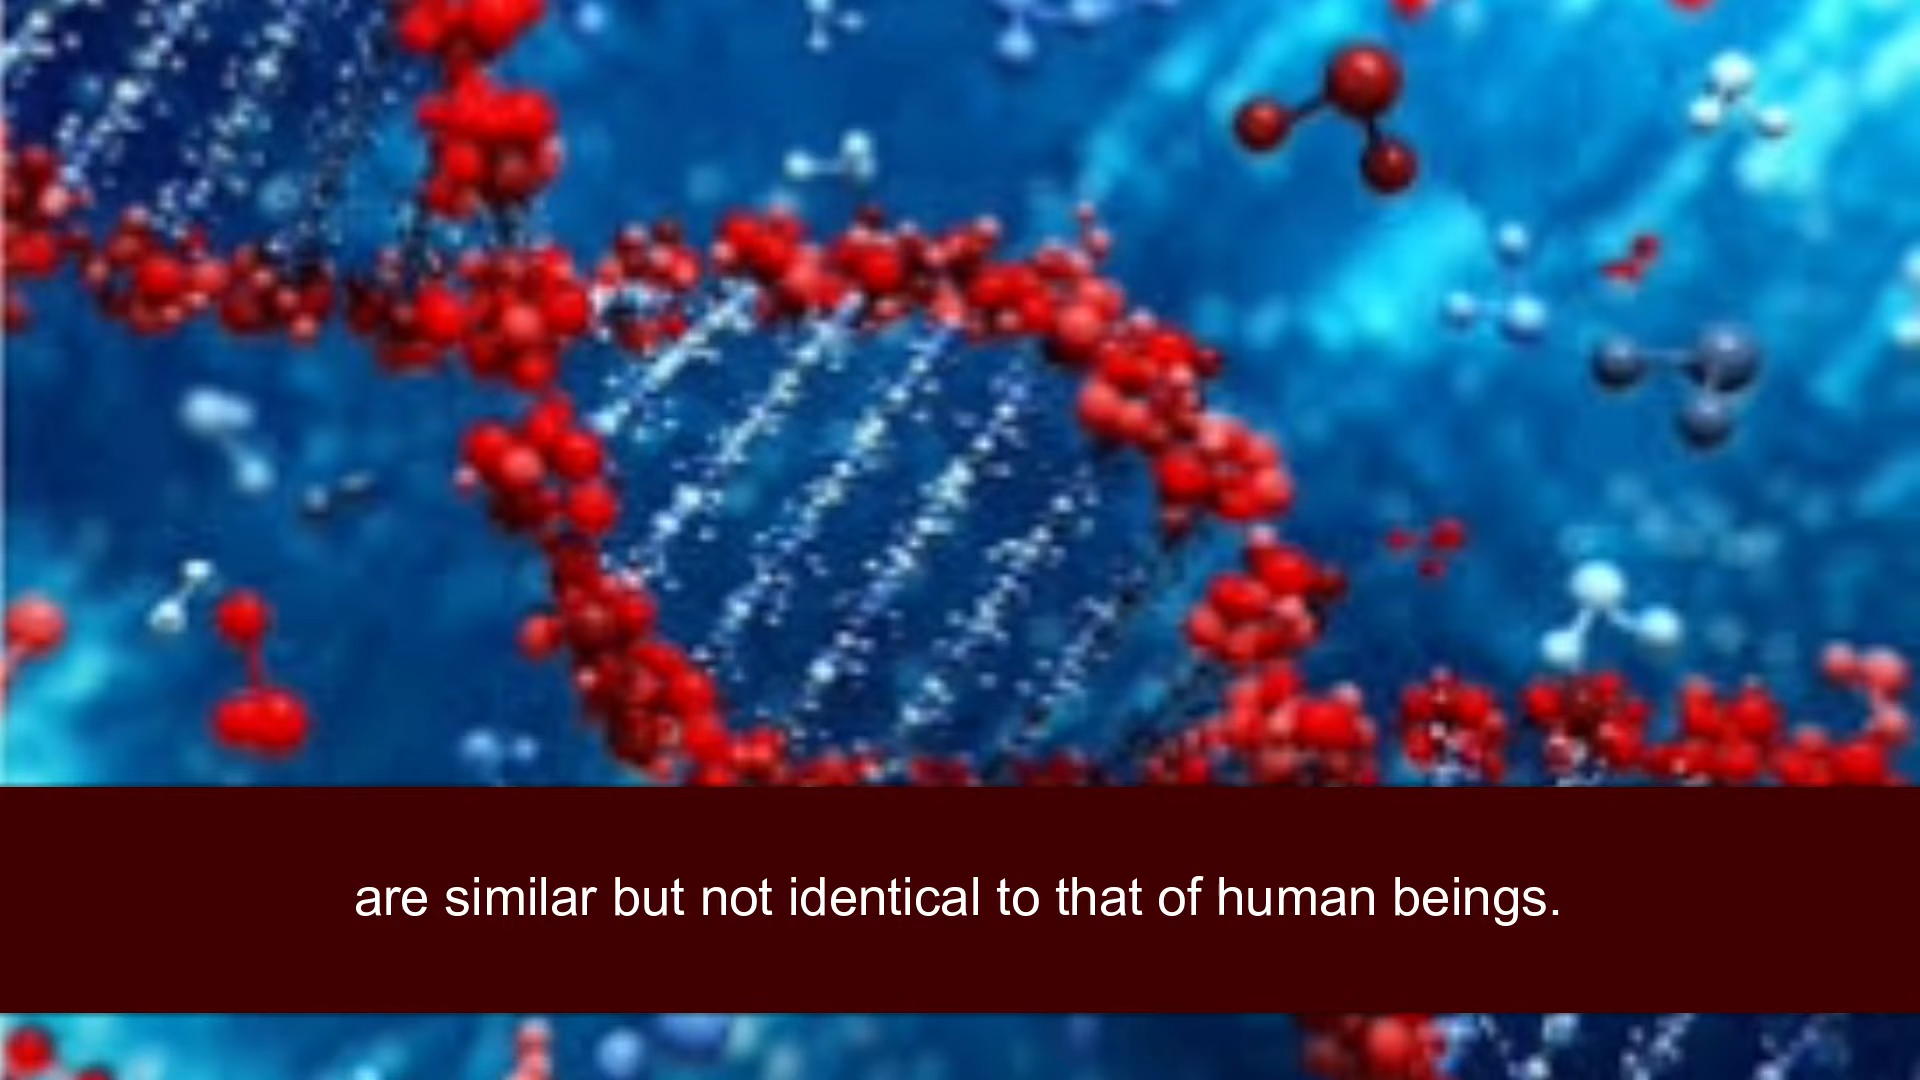 are similar but not identical to that of human beings.